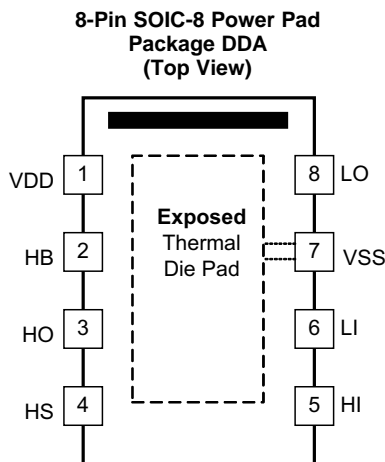 8-Pin SOIC-8 Power Pad
Package DDA
(Top View)
VDD 1
8 LO
Exposed
Thermal
Die Pad
HB 2
7 VSS
HO 3
6 LI
HS 4
5 HI